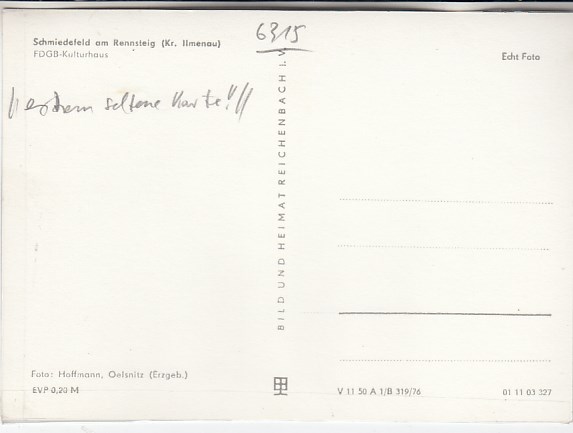 6315
Schmiedefeld am Rennsteig (Kr. Ilmenau)
FDGB-Kulturhaus
Echt Foto
seltene Karte!!
BILD UND HEIMAT REICHENBACH I. V.
Foto: Hoffmann, Oelsnitz (Erzgeb.)
EVP 0,20 M
V 11 50 A 1/B 319/76
01 11 03 327